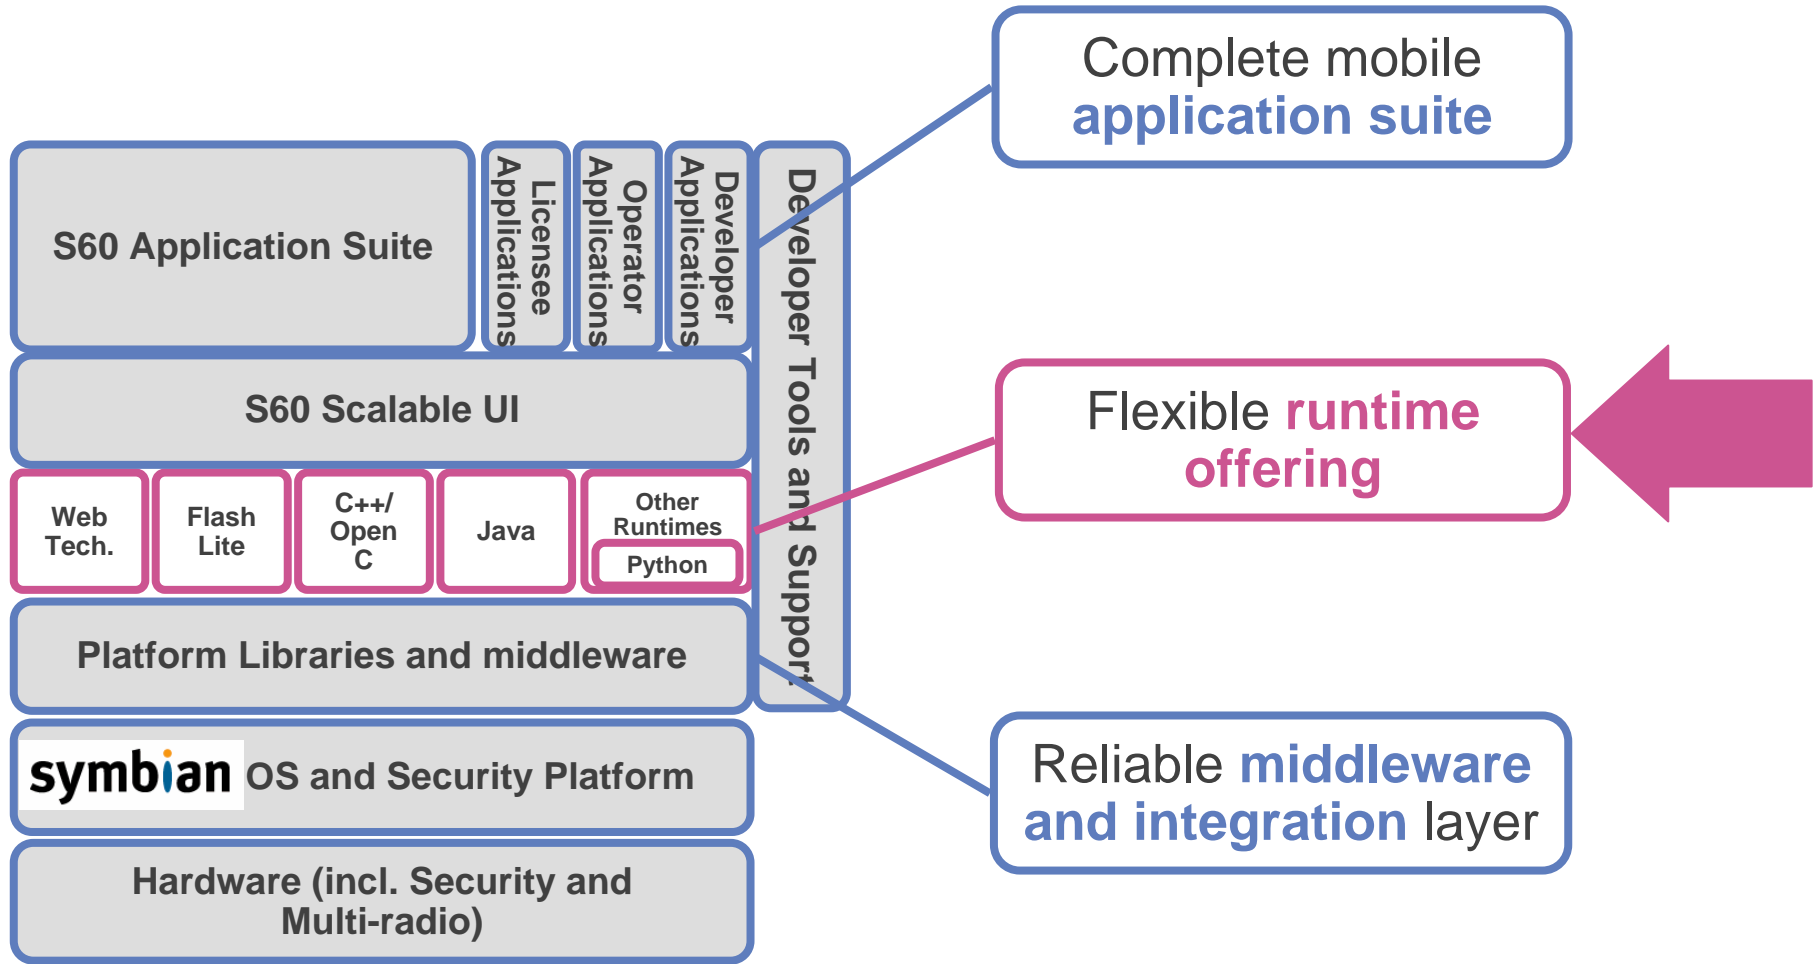 Complete mobile
application suite
S60 Application Suite
Licensee
Applications
Operator
Applications
Developer
Applications
Developer Tools and Support
S60 Scalable UI
Flexible runtime
offering
Web
Tech.
Flash
Lite
C++/
Open
C
Java
Other
Runtimes
Python
Platform Libraries and middleware
symbian OS and Security Platform
Reliable middleware
and integration layer
Hardware (incl. Security and
Multi-radio)